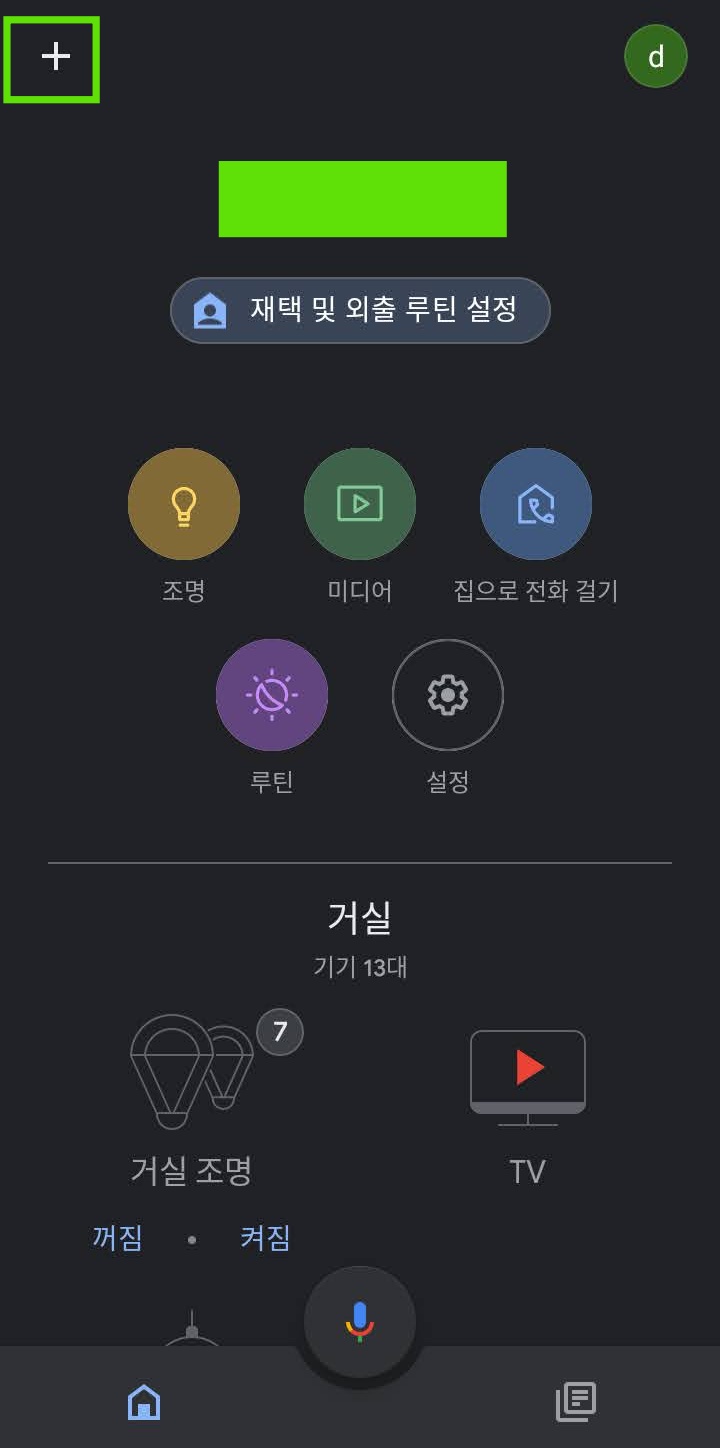 d
재택 및 외출 루틴 설정
조명
미디어
집으로 전화 걸기
루틴
설정
거실
기기 13대
7
거실 조명
TV
꺼짐 • 켜짐